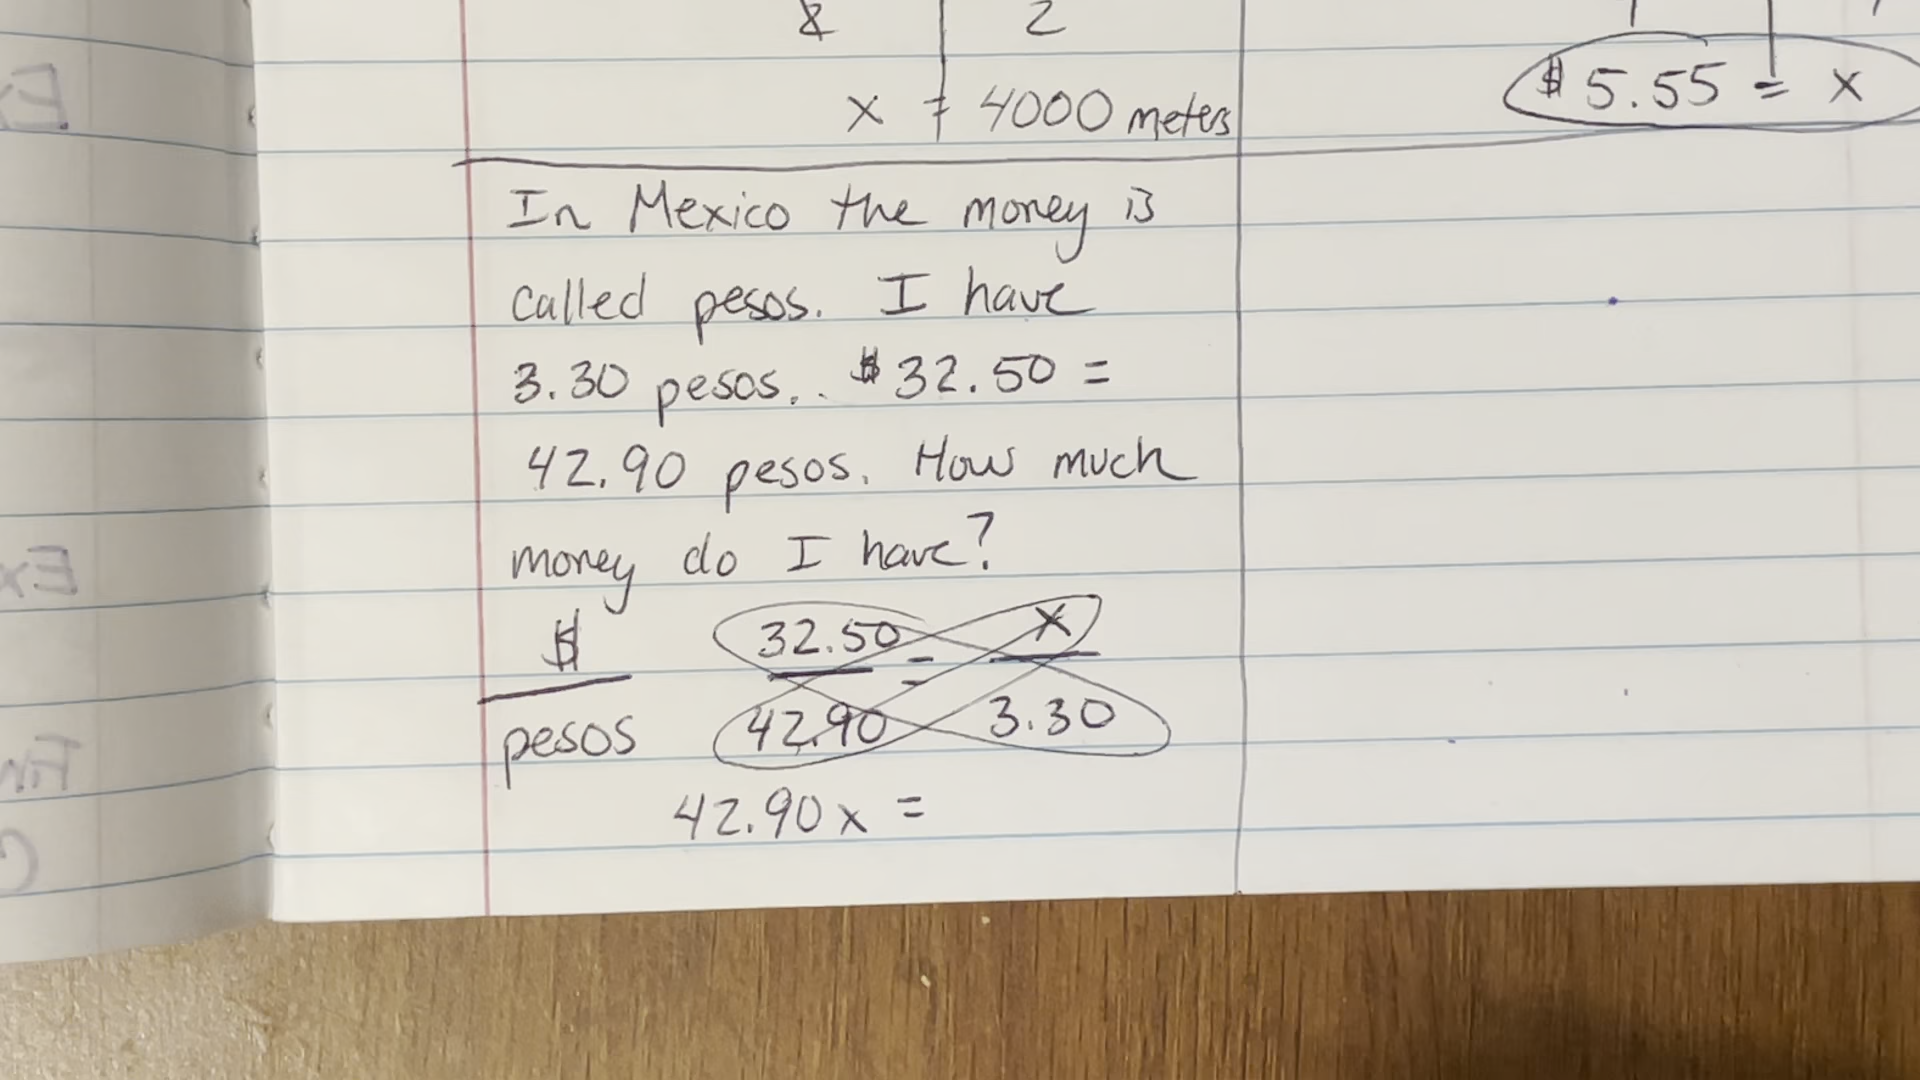 2
x = 4000 meters
$5.55 = x
In Mexico the money is
called pesos. I have
3.30 pesos.. $32.50 =
42.90 pesos. How much
money do I have?
$ 32.50 = x
pesos 42.90 3.30
42.90x =